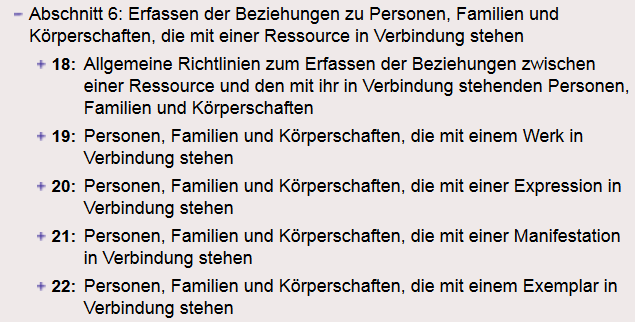 − Abschnitt 6: Erfassen der Beziehungen zu Personen, Familien und
Körperschaften, die mit einer Ressource in Verbindung stehen
+ 18: Allgemeine Richtlinien zum Erfassen der Beziehungen zwischen
einer Ressource und den mit ihr in Verbindung stehenden Personen,
Familien und Körperschaften
+ 19: Personen, Familien und Körperschaften, die mit einem Werk in
Verbindung stehen
+ 20: Personen, Familien und Körperschaften, die mit einer Expression in
Verbindung stehen
+ 21: Personen, Familien und Körperschaften, die mit einer Manifestation
in Verbindung stehen
+ 22: Personen, Familien und Körperschaften, die mit einem Exemplar in
Verbindung stehen